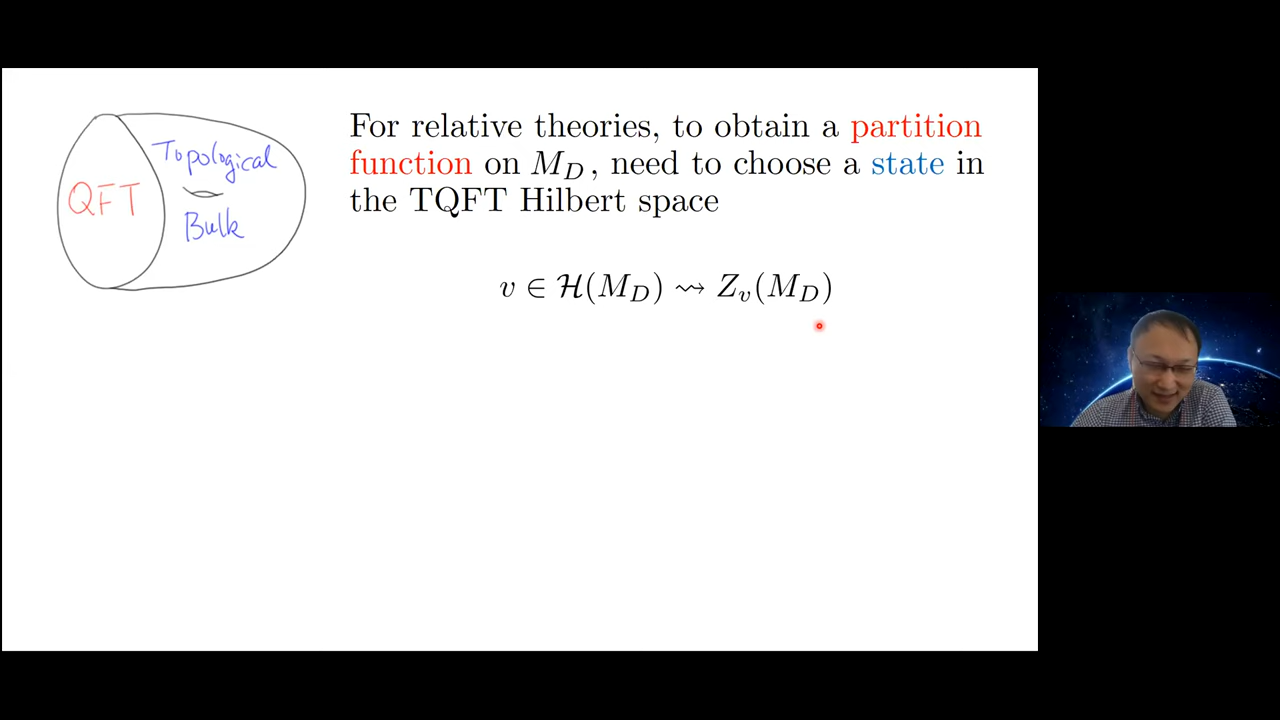 Topological
QFT
Bulk
For relative theories, to obtain a partition
function on $M_D$, need to choose a state in
the TQFT Hilbert space
$v \in \mathcal{H}(M_D) \rightsquigarrow Z_v(M_D)$